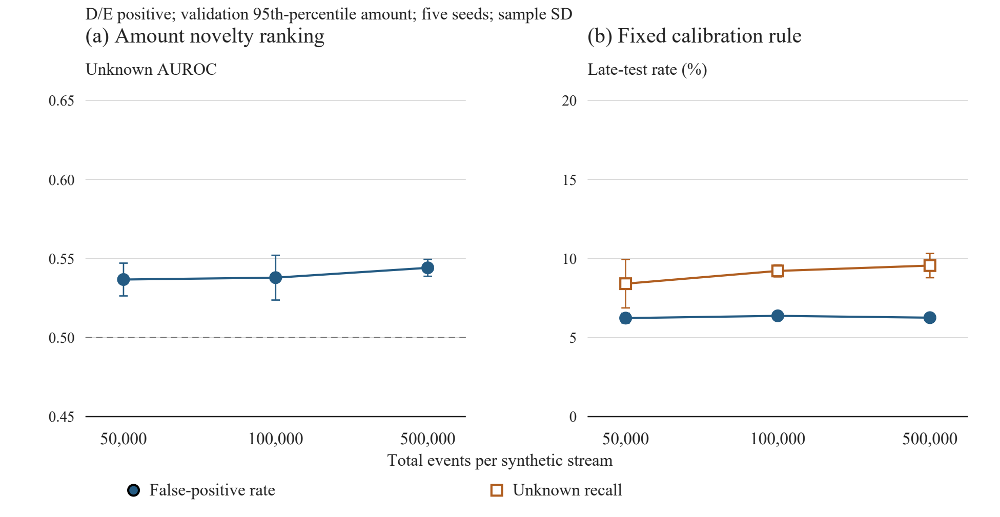 D/E positive; validation 95th-percentile amount; five seeds; sample SD
(a) Amount novelty ranking
Unknown AUROC
0.65
0.60
0.55
0.50
0.45
50,000 100,000 500,000
(b) Fixed calibration rule
Late-test rate (%)
20
15
10
5
0
50,000 100,000 500,000
Total events per synthetic stream
False-positive rate
Unknown recall